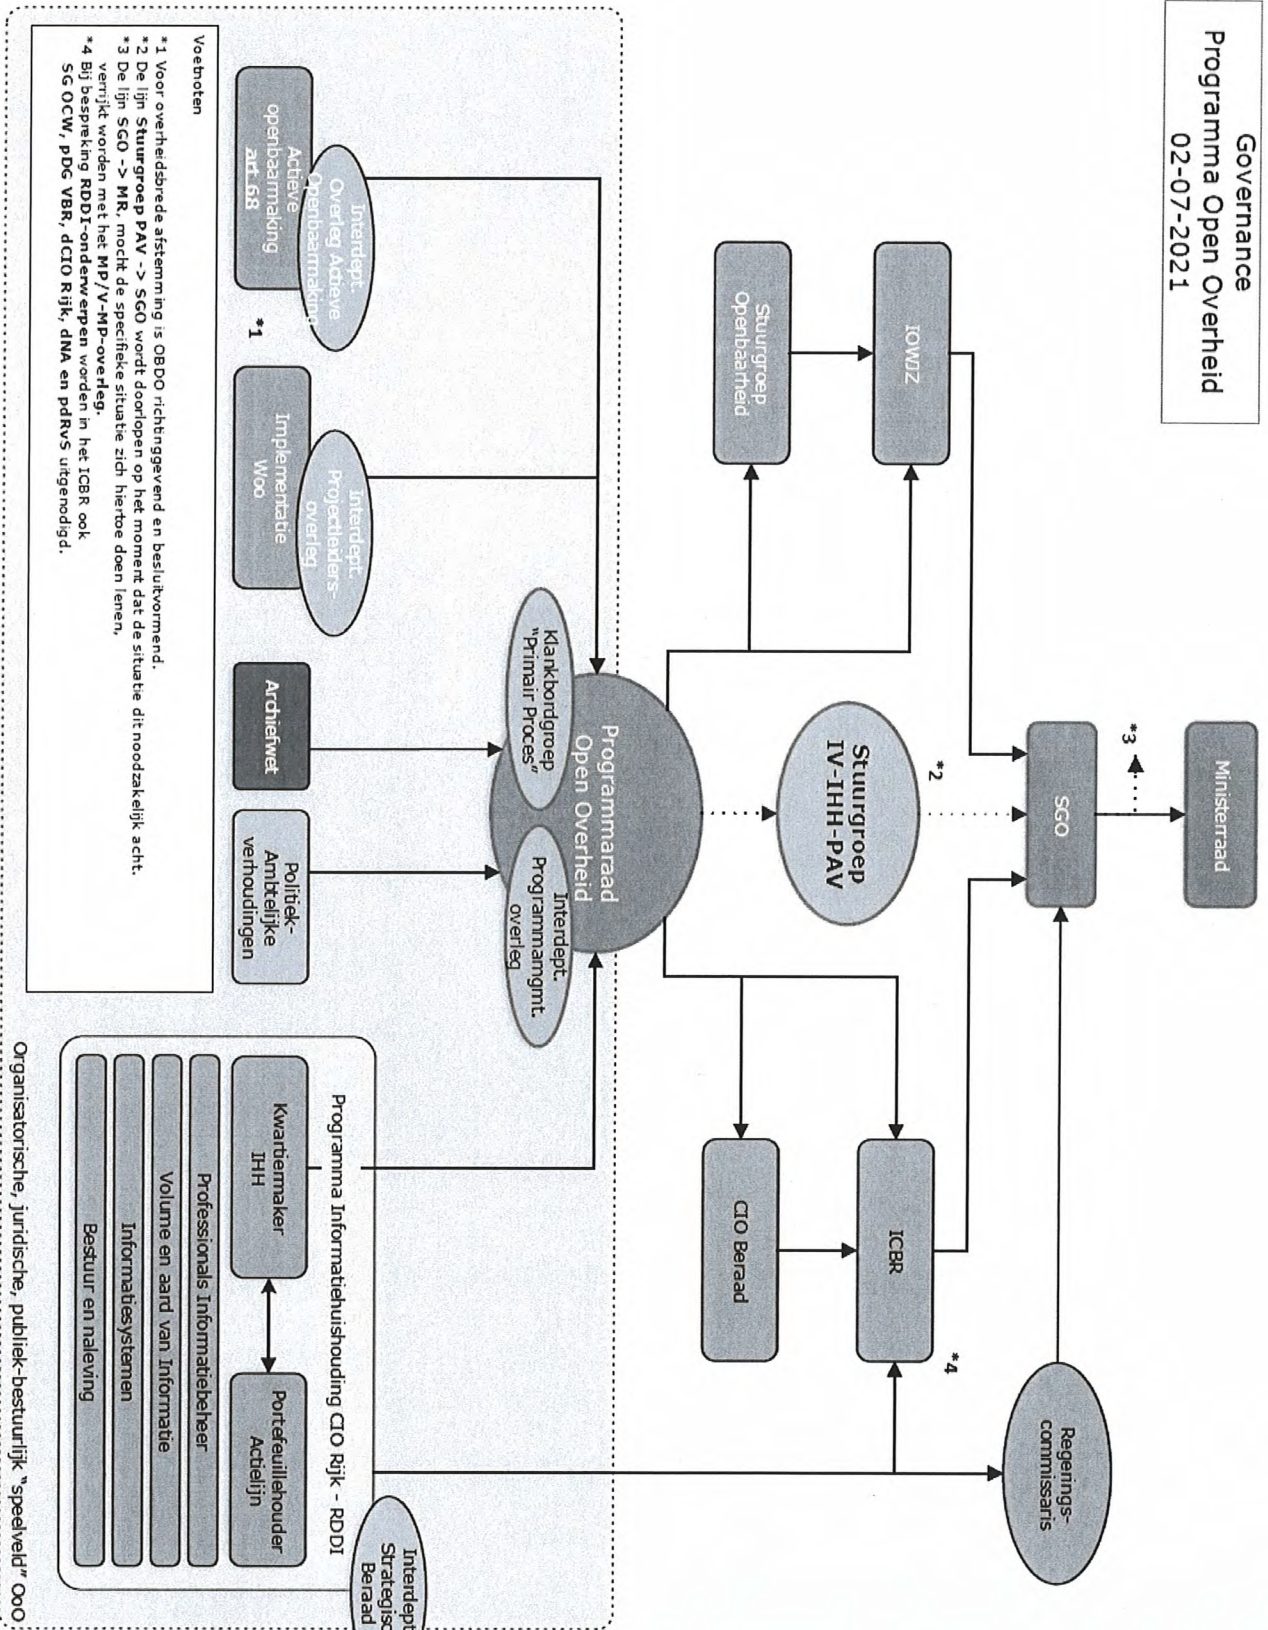 Governance
Programma Open Overheid
02-07-2021
Ministerraad
*3
SGO
*2
Regerings-
commissaris
IOWJZ
Stuurgroep
IV-IHH-PAV
ICBR
*4
Stuurgroep
Openbaarheid
CIO Beraad
Programmaraad
Open Overheid
Klankbordgroep
"Primair Proces"
Interdept.
Programmamgmt.
overleg
Interdept.
Overleg Actieve
Openbaarmaking
Actieve
openbaarmaking
art 68
*1
Interdept.
Projectleiders-
overleg
Implementatie
Woo
Archiefwet
Politiek-
Ambtelijke
verhoudingen
Programma Informatiehuishouding CIO Rijk - RDDI
Interdept
Strategisc
Beraad
Kwartiermaker
IHH
Portefeuillehouder
Actielijn
Professionals Informatiebeheer
Volume en aard van Informatie
Informatiesystemen
Bestuur en naleving
Voetnoten
*1 Voor overheidsbrede afstemming is OBDO richtinggevend en besluitvormend.
*2 De lijn Stuurgroep PAV -> SGO wordt doorlopen op het moment dat de situatie dit noodzakelijk acht.
*3 De lijn SGO -> MR, mocht de specifieke situatie zich hiertoe doen lenen,
verrijkt worden met het MP/V-MP-overleg.
*4 Bij bespreking RDDI-onderwerpen worden in het ICBR ook
SG OCW, pDG VBR, dCIO Rijk, dNA en pdRvS uitgenodigd.
Organisatorische, juridische, publiek-bestuurlijk "speelveld" OoO